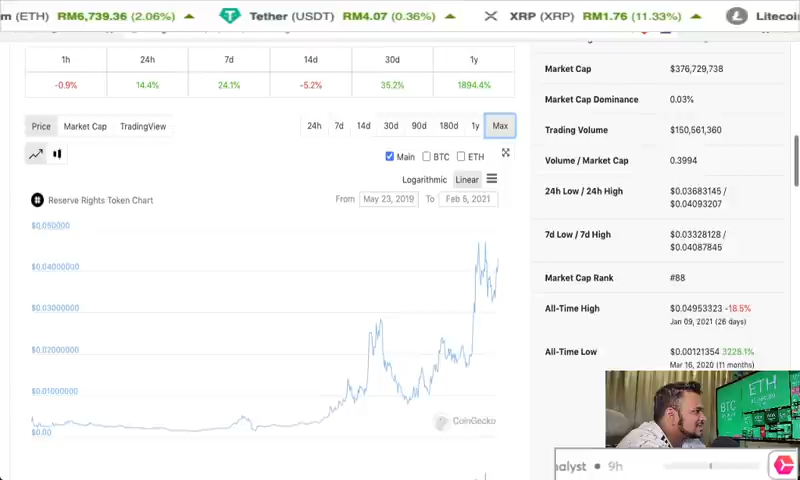 m (ETH) RM6,739.36 (2.06%) Tether (USDT) RM4.07 (0.36%) XRP (XRP) RM1.76 (11.33%) Litecoin
1h 24h 7d 14d 30d 1y
-0.9% 14.4% 24.1% -5.2% 35.2% 1894.4%
Price Market Cap TradingView 24h 7d 14d 30d 90d 180d 1y Max
Main BTC ETH
Logarithmic Linear
Reserve Rights Token Chart From May 23, 2019 To Feb 5, 2021
$0.050000
$0.04000000
$0.03000000
$0.02000000
$0.01000000
$0.00
CoinGecko
Market Cap $376,729,738
Market Cap Dominance 0.03%
Trading Volume $150,561,360
Volume / Market Cap 0.3994
24h Low / 24h High $0.03683145 /
$0.04093207
7d Low / 7d High $0.03328128 /
$0.04087845
Market Cap Rank #88
All-Time High $0.04953323 -18.5%
Jan 09, 2021 (26 days)
All-Time Low $0.00121354 3226.1%
Mar 16, 2020 (11 months)
ETH
BTC
nalyst • 9h